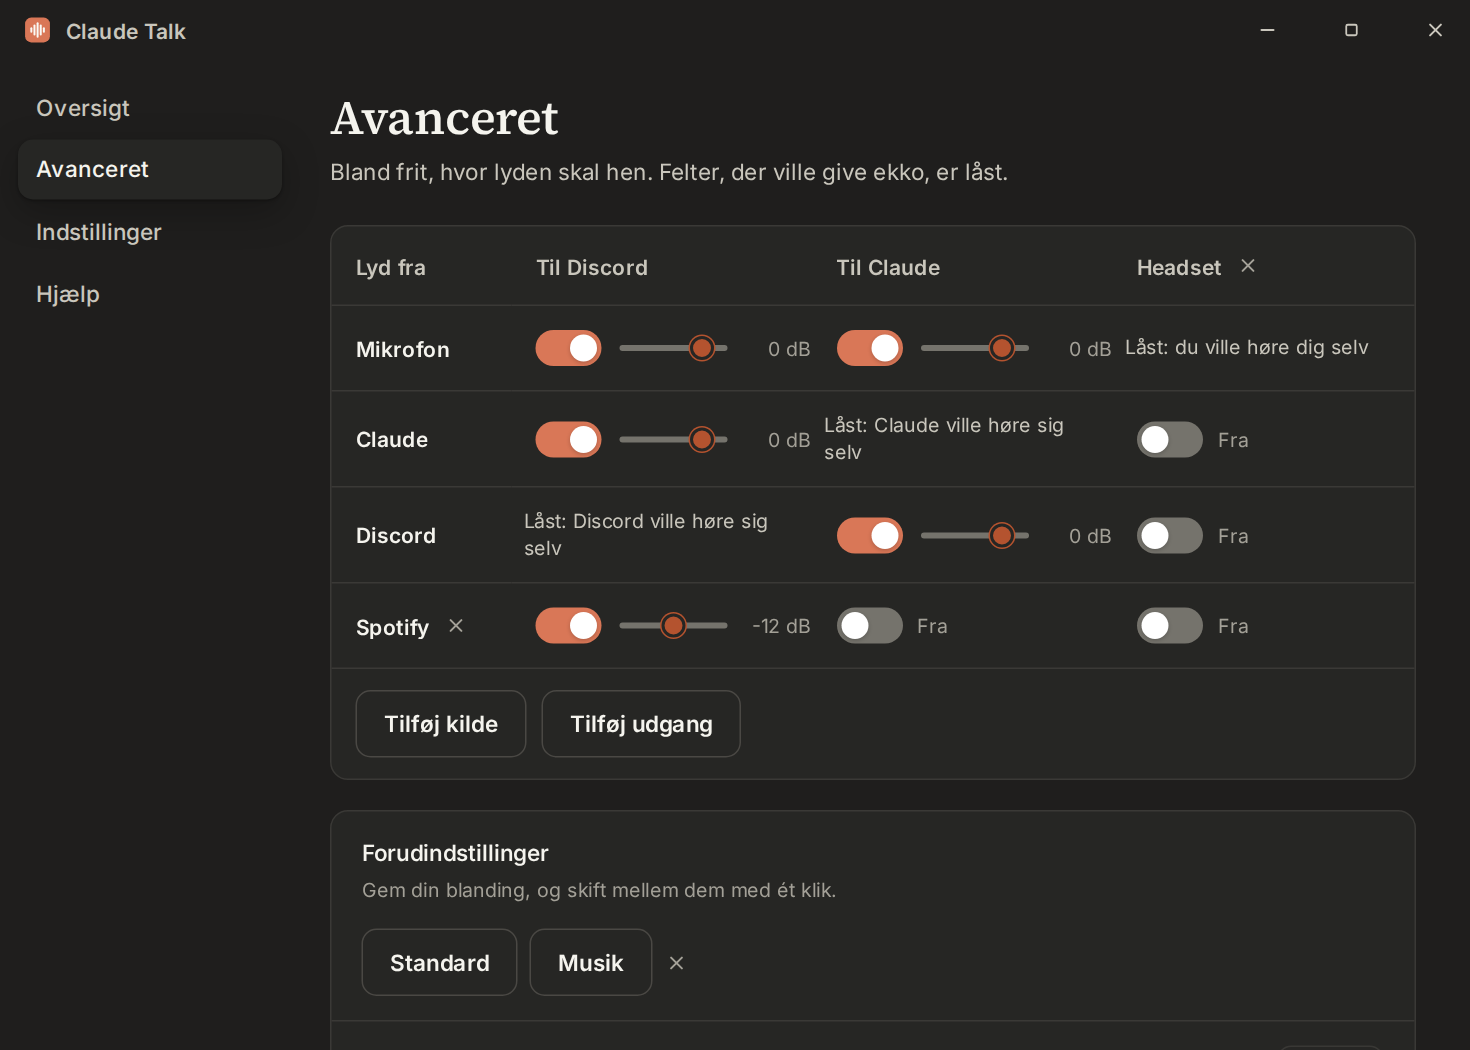 Claude Talk
Oversigt
Avanceret
Indstillinger
Hjælp
Avanceret
Bland frit, hvor lyden skal hen. Felter, der ville give ekko, er låst.
Lyd fra Til Discord Til Claude Headset
Mikrofon 0 dB 0 dB Låst: du ville høre dig selv
Claude 0 dB Låst: Claude ville høre sig
selv
Fra
Discord Låst: Discord ville høre sig
selv
0 dB Fra
Spotify -12 dB Fra Fra
Tilføj kilde Tilføj udgang
Forudindstillinger
Gem din blanding, og skift mellem dem med ét klik.
Standard Musik